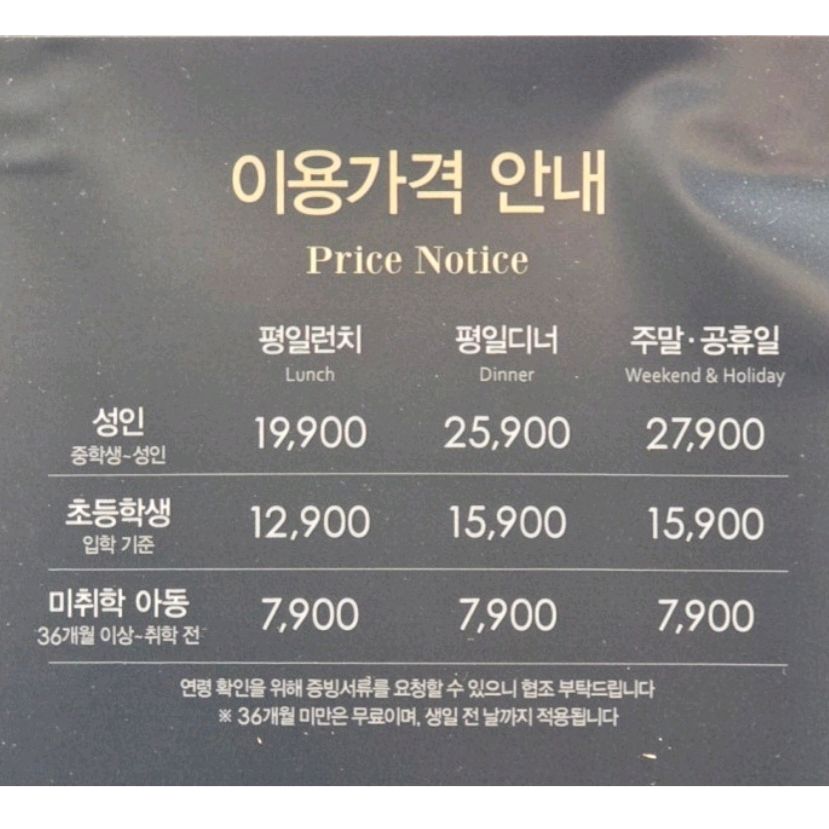 이용가격 안내
Price Notice
평일런치 평일디너 주말·공휴일
Lunch Dinner Weekend & Holiday
성인 19,900 25,900 27,900
중학생~성인
초등학생 12,900 15,900 15,900
입학 기준
미취학 아동 7,900 7,900 7,900
36개월 이상~취학 전
연령 확인을 위해 증빙서류를 요청할 수 있으니 협조 부탁드립니다
※ 36개월 미만은 무료이며, 생일 전 날까지 적용됩니다